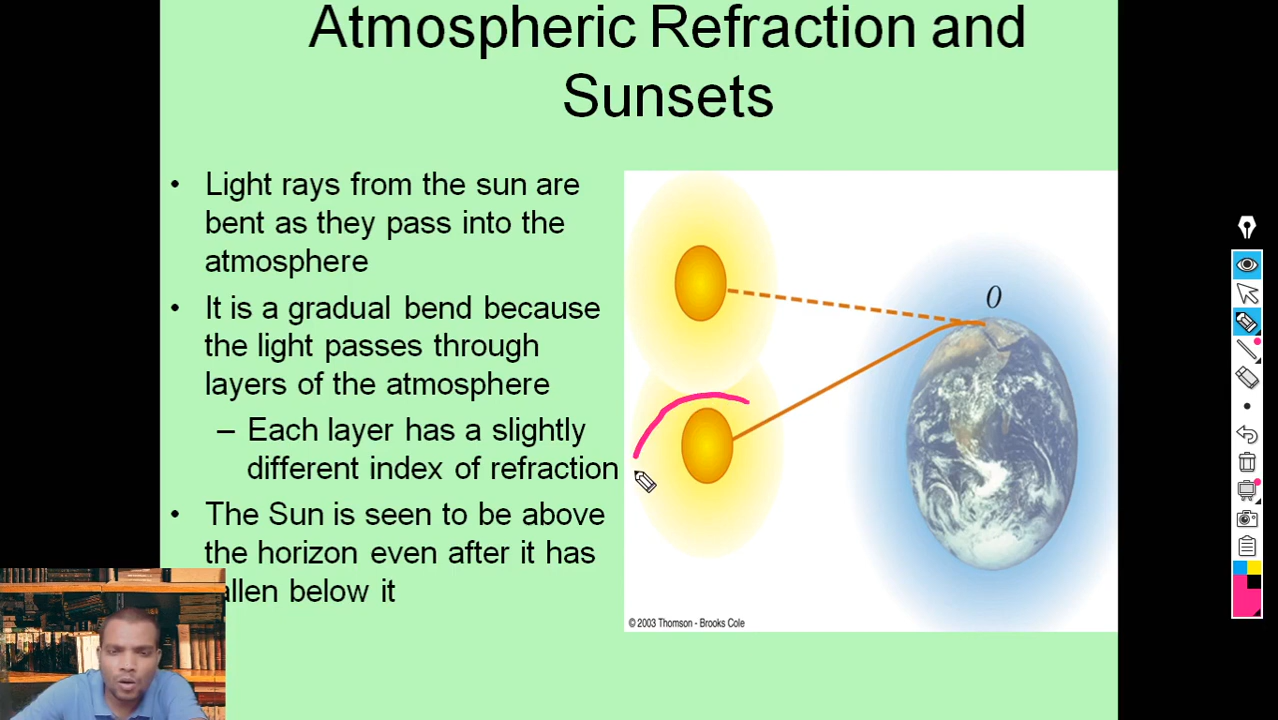 Atmospheric Refraction and
Sunsets
• Light rays from the sun are
bent as they pass into the
atmosphere
• It is a gradual bend because
the light passes through
layers of the atmosphere
– Each layer has a slightly
different index of refraction
• The Sun is seen to be above
the horizon even after it has
allen below it
O
© 2003 Thomson - Brooks Cole